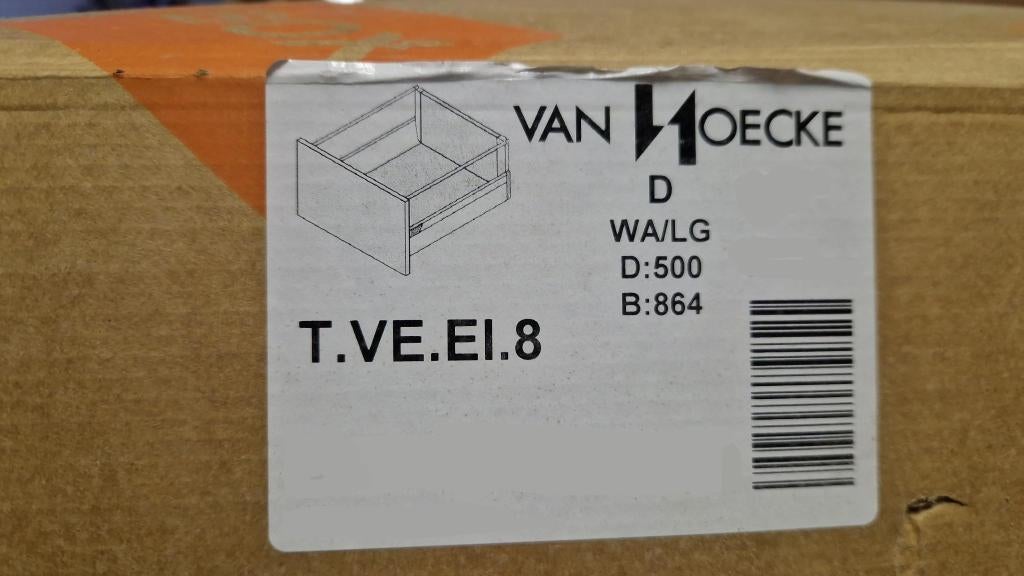 VAN HOECKE
D
WA/LG
D:500
B:864
T.VE.EI.8